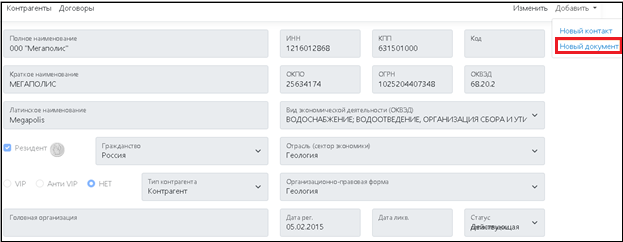 Контрагенты Договоры Изменить Добавить
Новый контакт
Новый документ
Полное наименование ИНН КПП Код
000 "Мегаполис" 1216012868 631501000
Краткое наименование ОКПО ОГРН ОКВЭД
МЕГАПОЛИС 25634174 1025204407348 68.20.2
Латинское наименование Вид экономической деятельности (ОКВЭД)
Megapolis ВОДОСНАБЖЕНИЕ; ВОДООТВЕДЕНИЕ, ОРГАНИЗАЦИЯ СБОРА И УТИ
Резидент Гражданство Отрасль (сектор экономики)
Россия Геология
VIP Анти VIP НЕТ Тип контрагента Организационно-правовая форма
Контрагент Геология
Головная организация Дата рег. Дата ликв. Статус
05.02.2015 Действующая